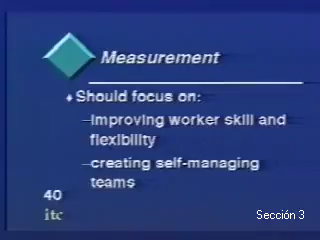 Measurement
♦Should focus on:
–improving worker skill and
flexibility
–creating self-managing
teams
40
itc
Sección 3